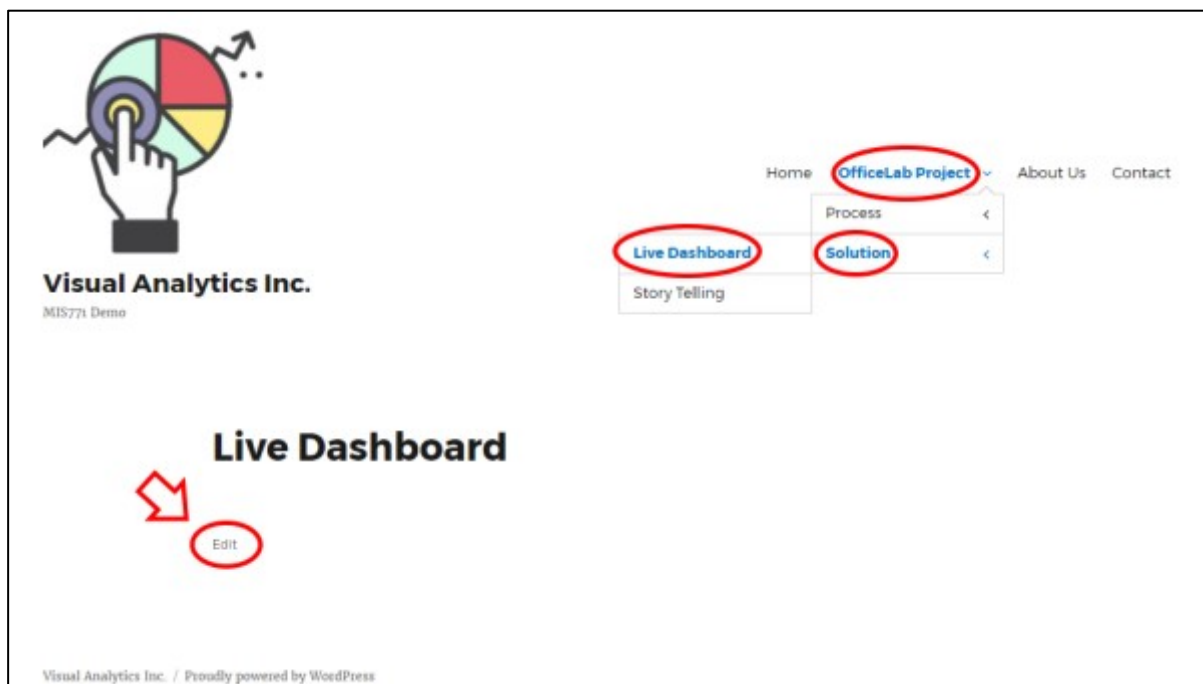 Home OfficeLab Project About Us Contact
Process
Live Dashboard Solution
Story Telling
Visual Analytics Inc.
MIS771 Demo
Live Dashboard
Edit
Visual Analytics Inc. / Proudly powered by WordPress